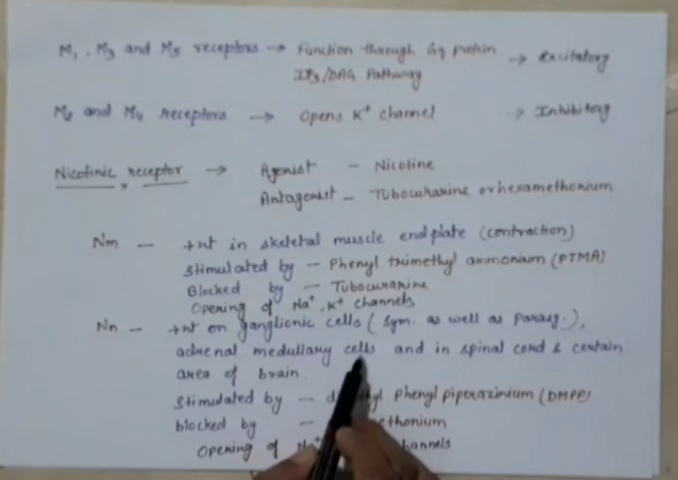 M1, M3 and M5 receptors → Function through Gq protein → Excitatory
IP3/DAG Pathway
and M4 receptors → Opens K+ channel → Inhibitory
Nicotinic receptor → Agonist - Nicotine
Antagonist - Tubocurarine or hexamethonium
Nm - +nt in skeletal muscle end plate (contraction)
Stimulated by - Phenyl trimethyl ammonium (PTMA)
Blocked by - Tubocurarine
Opening of Na+, K+ channels
Nn - +nt on ganglionic cells (Sym. as well as Parasy.),
adrenal medullary cells and in spinal cord & certain
area of brain.
Stimulated by - Phenyl piperazinium (DMPP)
blocked by -
Opening of